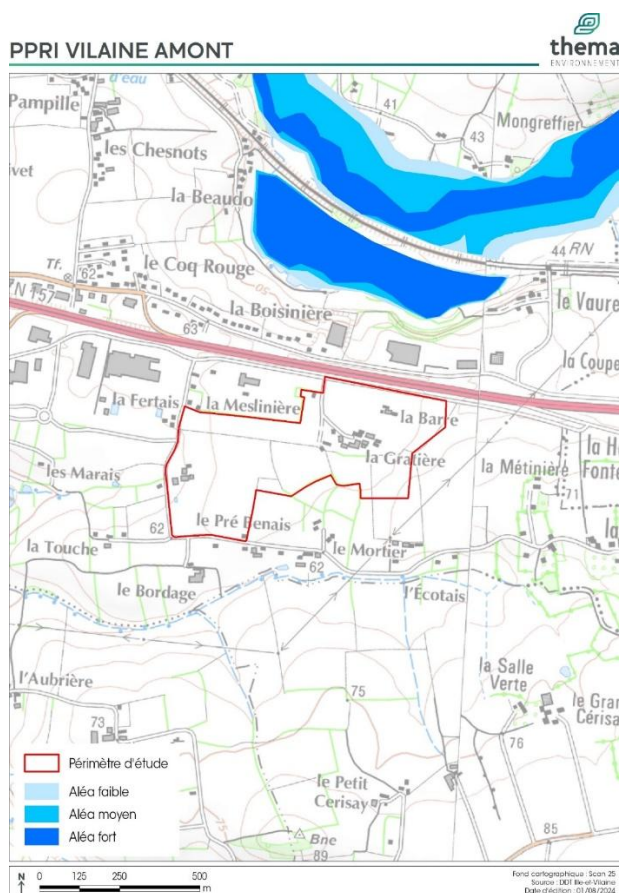 PPRI VILAINE AMONT
thema
ENVIRONNEMENT
d'eau
Pampille
41
Mongreffier
les Chesnots
43
vet
la Beaudo
44 RN
Tf.
62
le Coq Rouge
le Vaure
N 157
la Boisinière
63
la Coupe
la Fertais
la Meslinière
la Barre
la Gratière
la H
les Marais
la Métinière
Fonte
71
62
le Pré Benais
la
la Touche
le Mortier
62
le Bordage
l'Ecotais
la Salle
Verte
l'Aubrière
75
le Gran
Cérisa
73
76
Périmètre d'étude
Aléa faible
le Petit
Cerisay
Aléa moyen
Aléa fort
75
Bne
89
85
N
0 125 250 500
m
Fond cartographique : Scan 25
Source : DDT Ille-et-Vilaine
Date d'édition : 01/08/2024